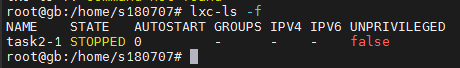 root@gb:/home/s180707# lxc-ls -f
NAME STATE AUTOSTART GROUPS IPV4 IPV6 UNPRIVILEGED
task2-1 STOPPED 0 - - - false
root@gb:/home/s180707#